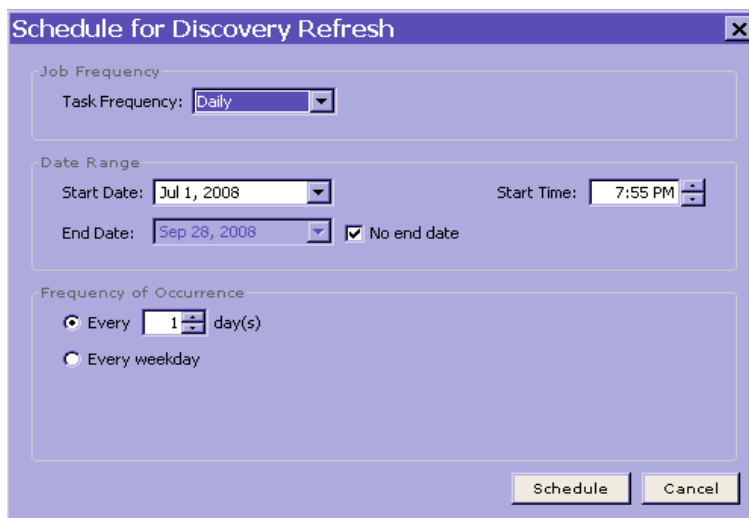 Schedule for Discovery Refresh
Job Frequency
Task Frequency: Daily
Date Range
Start Date: Jul 1, 2008 Start Time: 7:55 PM
End Date: Sep 28, 2008 No end date
Frequency of Occurrence
Every 1 day(s)
Every weekday
Schedule Cancel